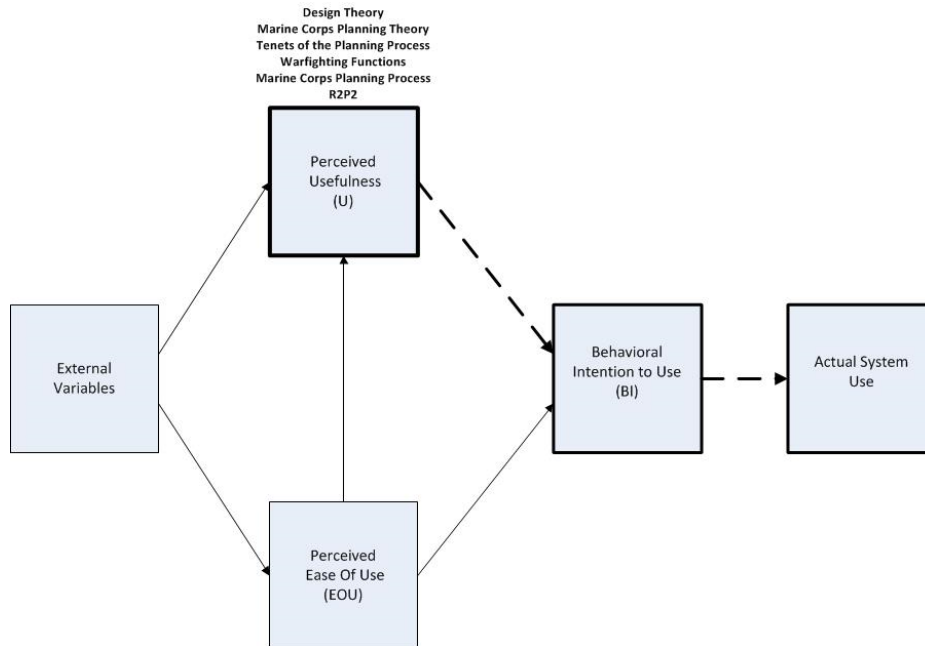 Design Theory
Marine Corps Planning Theory
Tenets of the Planning Process
Warfighting Functions
Marine Corps Planning Process
R2P2
Perceived
Usefulness
(U)
External
Variables
Behavioral
Intention to Use
(BI)
Actual System
Use
Perceived
Ease Of Use
(EOU)